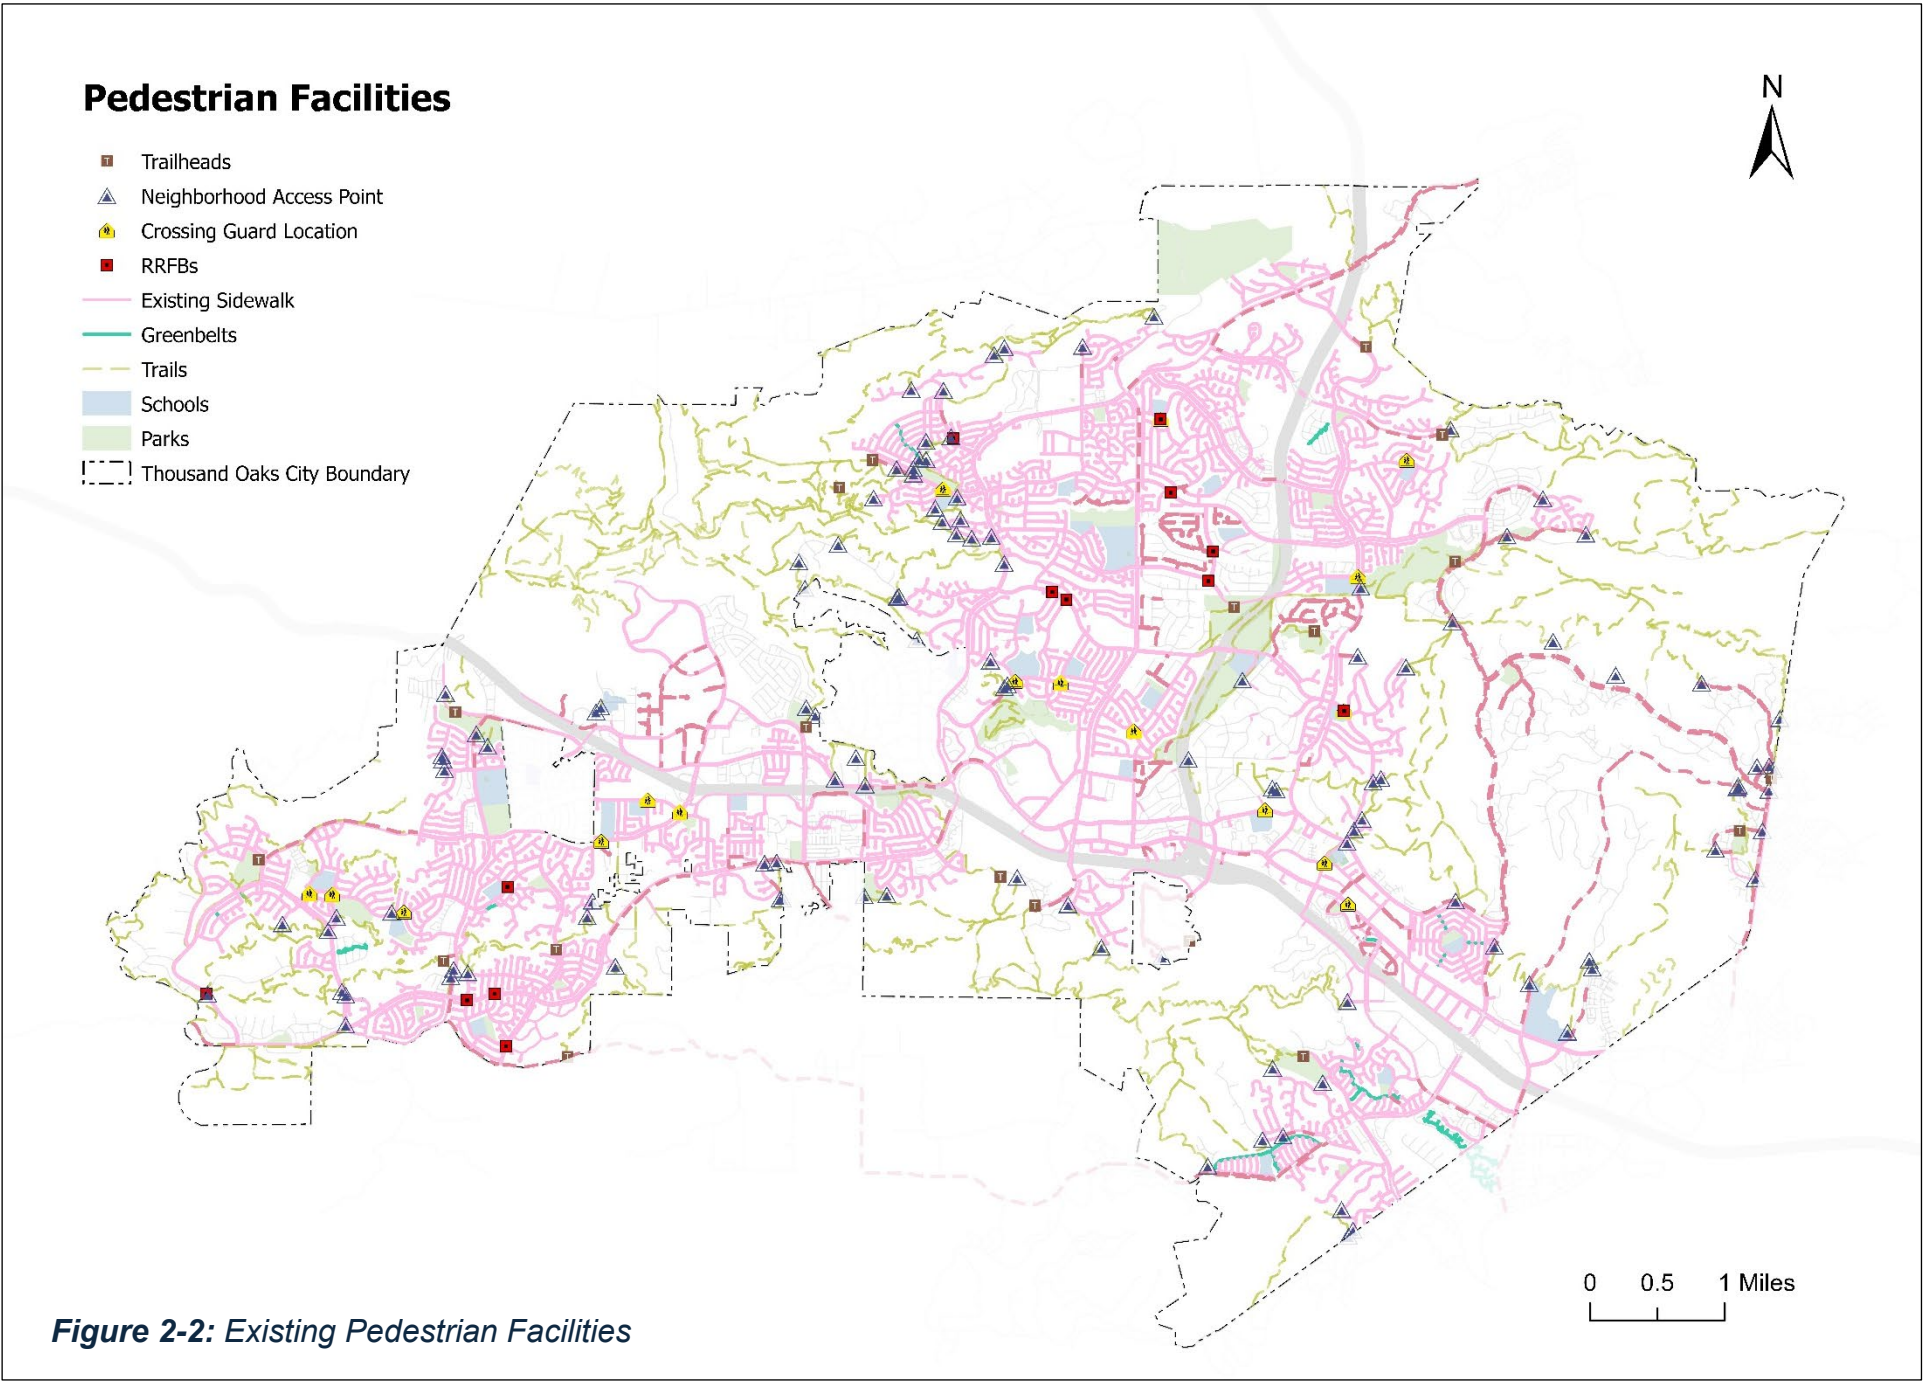 Pedestrian Facilities
N
Trailheads
Neighborhood Access Point
Crossing Guard Location
RRFBs
Existing Sidewalk
Greenbelts
Trails
Schools
Parks
Thousand Oaks City Boundary
0 0.5 1 Miles
Figure 2-2: Existing Pedestrian Facilities